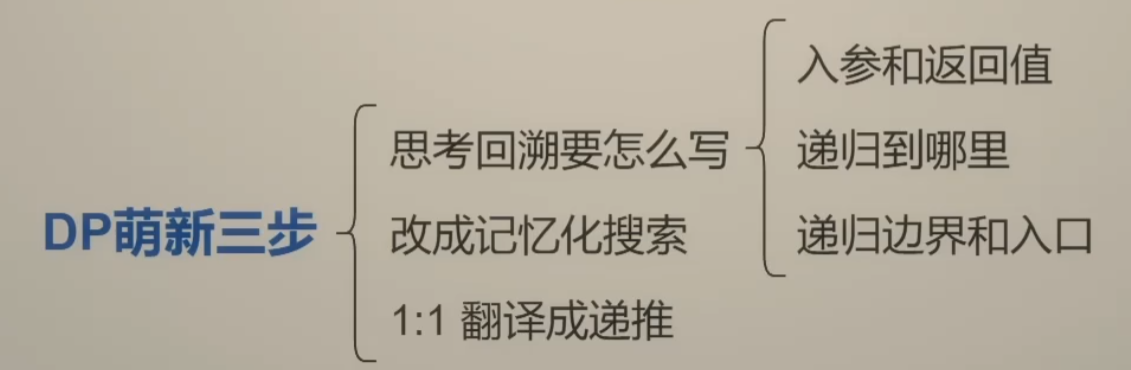 DP萌新三步
思考回溯要怎么写
改成记忆化搜索
1:1 翻译成递推
入参和返回值
递归到哪里
递归边界和入口